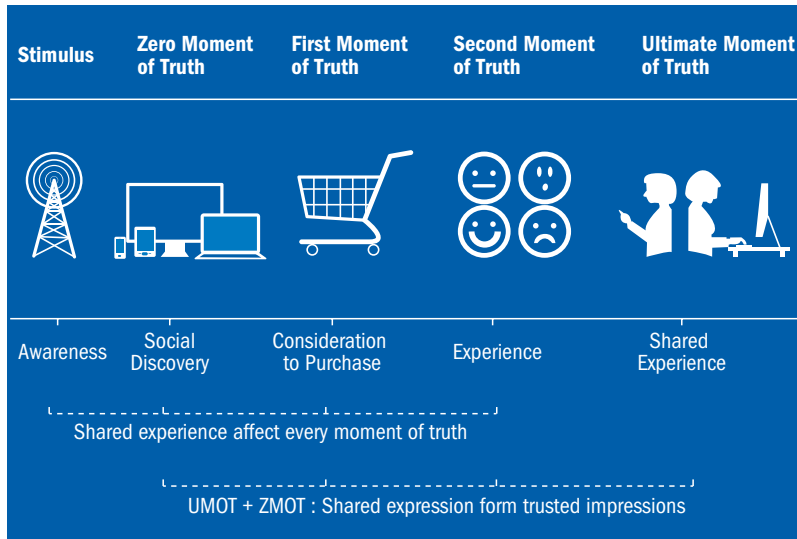 Stimulus
Zero Moment
of Truth
First Moment
of Truth
Second Moment
of Truth
Ultimate Moment
of Truth
Awareness
Social
Discovery
Consideration
to Purchase
Experience
Shared
Experience
Shared experience affect every moment of truth
UMOT + ZMOT : Shared expression form trusted impressions